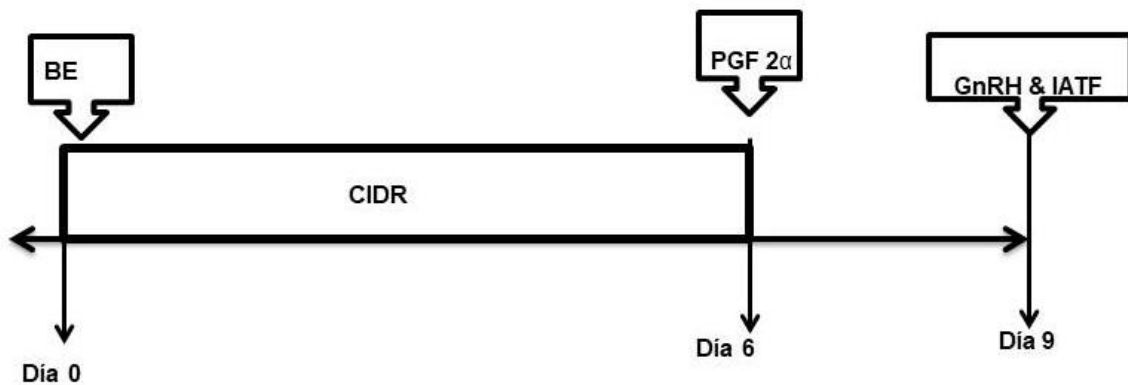 BE
PGF 2α
GnRH & IATF
CIDR
Día 0
Día 6
Día 9